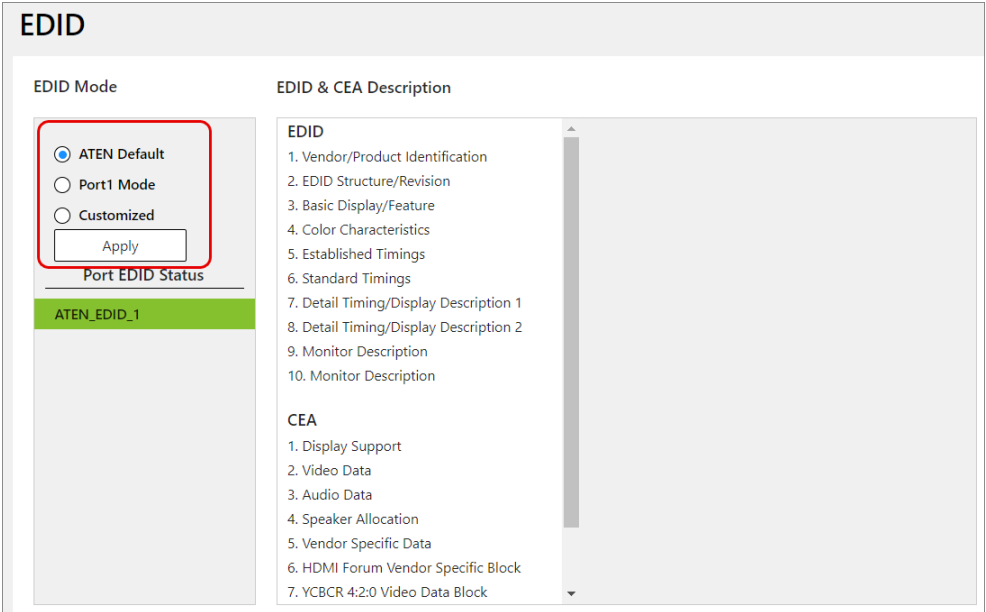 EDID
EDID Mode
ATEN Default
Port1 Mode
Customized
Apply
Port EDID Status
ATEN_EDID_1
EDID & CEA Description
EDID
1. Vendor/Product Identification
2. EDID Structure/Revision
3. Basic Display/Feature
4. Color Characteristics
5. Established Timings
6. Standard Timings
7. Detail Timing/Display Description 1
8. Detail Timing/Display Description 2
9. Monitor Description
10. Monitor Description
CEA
1. Display Support
2. Video Data
3. Audio Data
4. Speaker Allocation
5. Vendor Specific Data
6. HDMI Forum Vendor Specific Block
7. YCBCR 4:2:0 Video Data Block